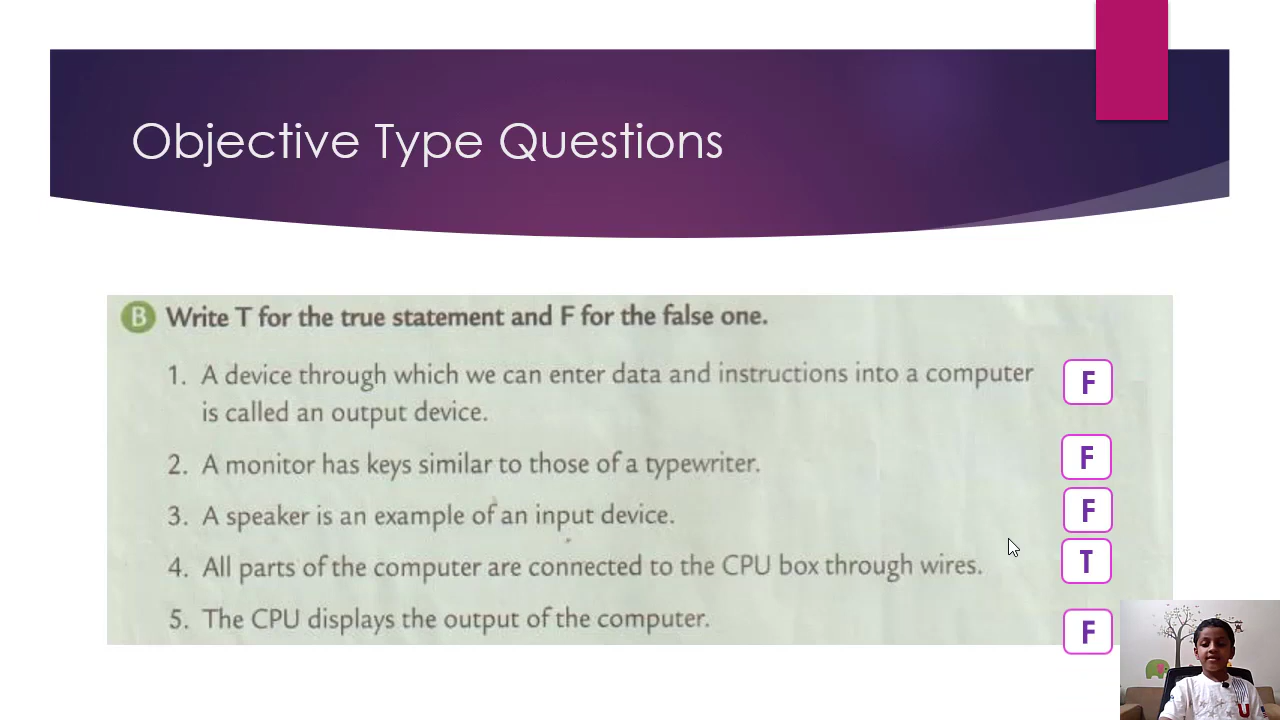 Objective Type Questions
B Write T for the true statement and F for the false one.
1. A device through which we can enter data and instructions into a computer F
is called an output device.
2. A monitor has keys similar to those of a typewriter. F
3. A speaker is an example of an input device. F
4. All parts of the computer are connected to the CPU box through wires. T
5. The CPU displays the output of the computer. F
U